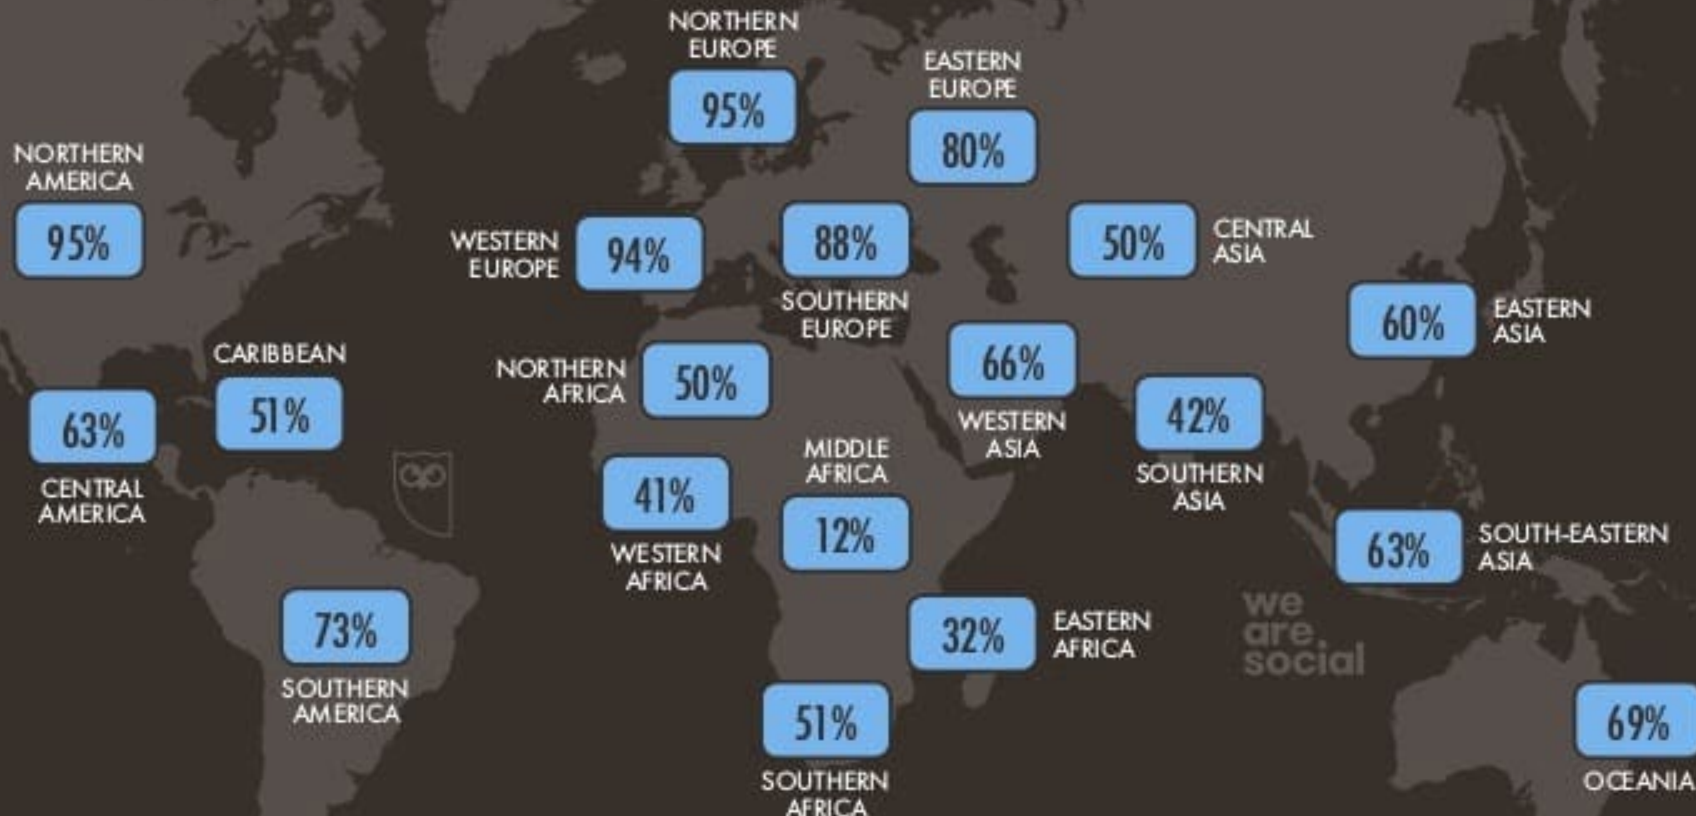 NORTHERN
EUROPE
95%
EASTERN
EUROPE
80%
NORTHERN
AMERICA
95%
WESTERN
EUROPE
94%
88%
SOUTHERN
EUROPE
50%
CENTRAL
ASIA
60%
EASTERN
ASIA
CARIBBEAN
51%
NORTHERN
AFRICA
50%
66%
WESTERN
ASIA
42%
SOUTHERN
ASIA
63%
CENTRAL
AMERICA
41%
WESTERN
AFRICA
MIDDLE
AFRICA
12%
63%
SOUTH-EASTERN
ASIA
73%
SOUTHERN
AMERICA
32%
EASTERN
AFRICA
we
are
social
51%
SOUTHERN
AFRICA
69%
OCEANIA